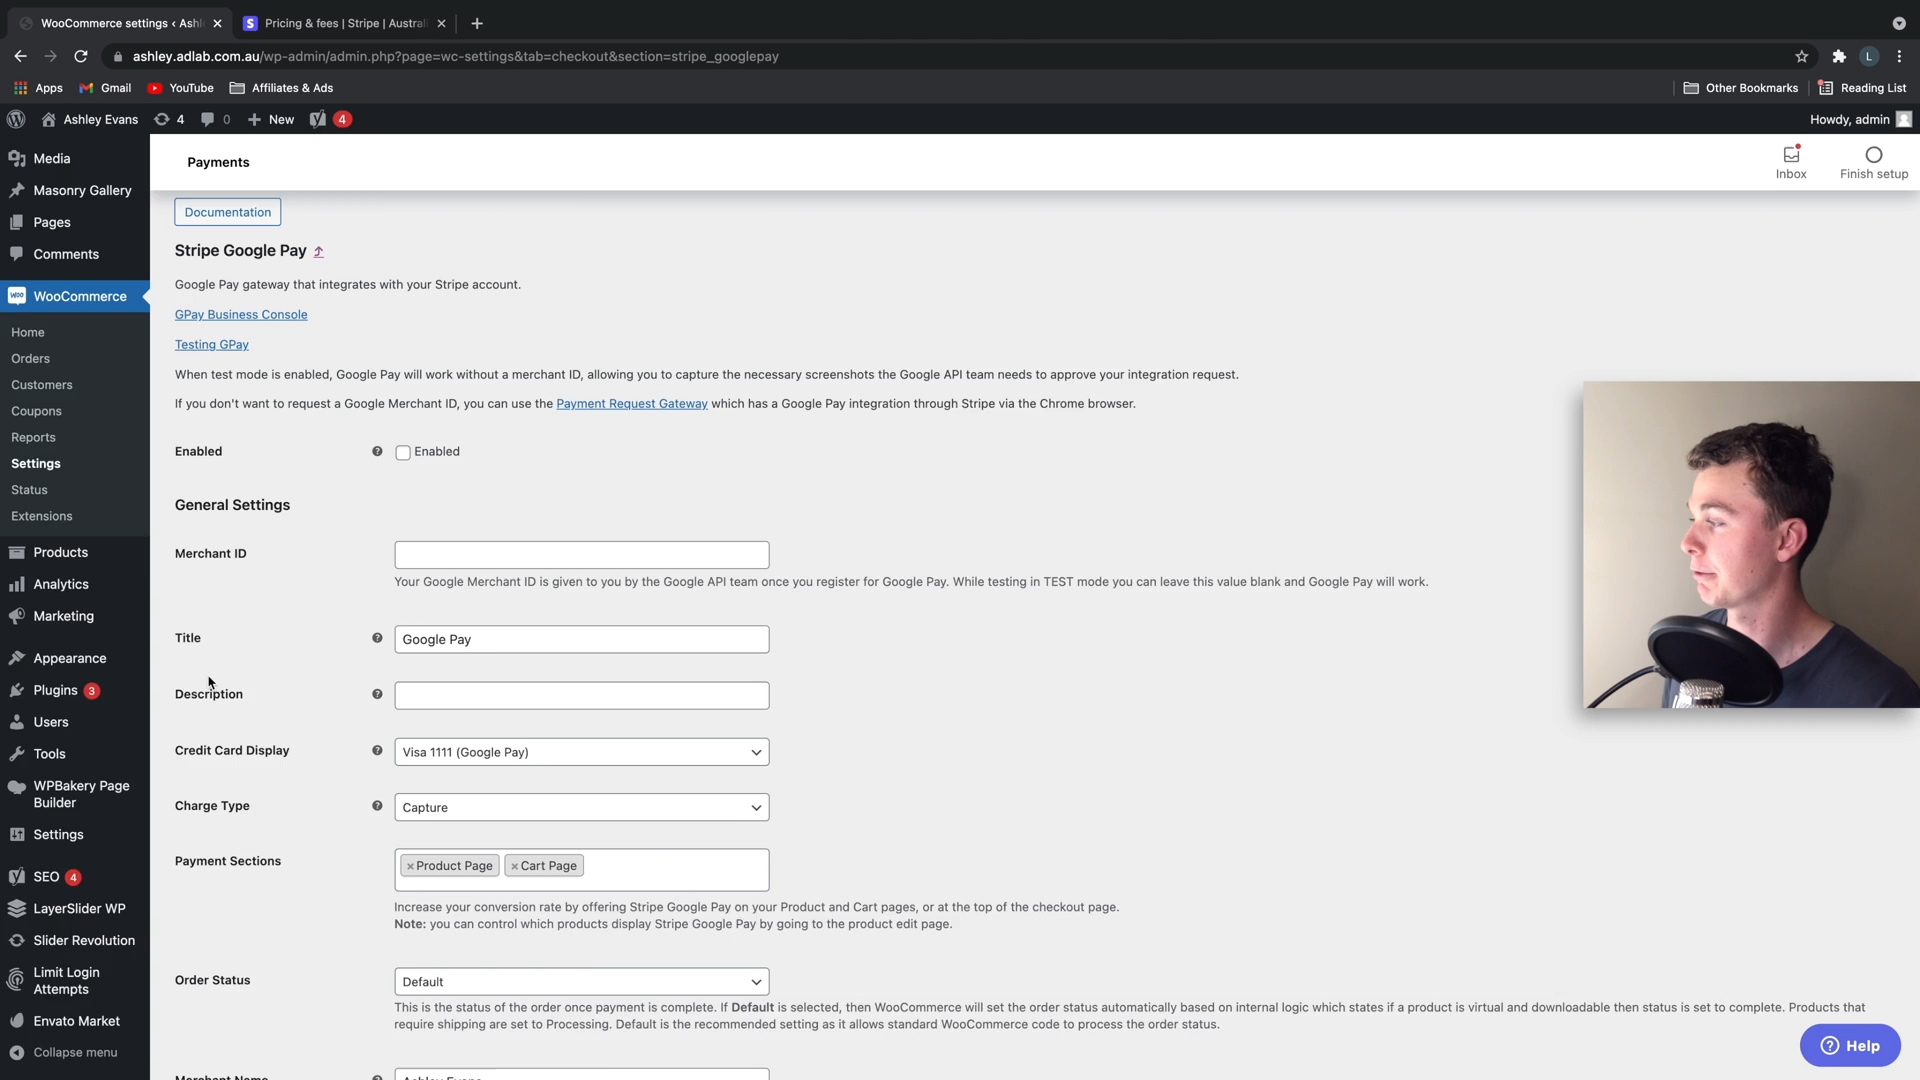 WooCommerce settings ‹ Ashl
Pricing & fees | Stripe | Austral
ashley.adlab.com.au/wp-admin/admin.php?page=wc-settings&tab=checkout&section=stripe_googlepay
L
Apps
Gmail
YouTube
Affiliates & Ads
Other Bookmarks
Reading List
Ashley Evans
4
0
New
4
Howdy, admin
Media
Masonry Gallery
Pages
Comments
WooCommerce
Home
Orders
Customers
Coupons
Reports
Settings
Status
Extensions
Products
Analytics
Marketing
Appearance
Plugins 3
Users
Tools
WPBakery Page
Builder
Settings
SEO 4
LayerSlider WP
Slider Revolution
Limit Login
Attempts
Envato Market
Collapse menu
Payments
Inbox
Finish setup
Documentation
Stripe Google Pay
Google Pay gateway that integrates with your Stripe account.
GPay Business Console
Testing GPay
When test mode is enabled, Google Pay will work without a merchant ID, allowing you to capture the necessary screenshots the Google API team needs to approve your integration request.
If you don't want to request a Google Merchant ID, you can use the Payment Request Gateway which has a Google Pay integration through Stripe via the Chrome browser.
Enabled
Enabled
General Settings
Merchant ID
Your Google Merchant ID is given to you by the Google API team once you register for Google Pay. While testing in TEST mode you can leave this value blank and Google Pay will work.
Title
Google Pay
Description
Credit Card Display
Visa 1111 (Google Pay)
Charge Type
Capture
Payment Sections
×Product Page ×Cart Page
Increase your conversion rate by offering Stripe Google Pay on your Product and Cart pages, or at the top of the checkout page.
Note: you can control which products display Stripe Google Pay by going to the product edit page.
Order Status
Default
This is the status of the order once payment is complete. If Default is selected, then WooCommerce will set the order status automatically based on internal logic which states if a product is virtual and downloadable then status is set to complete. Products that
require shipping are set to Processing. Default is the recommended setting as it allows standard WooCommerce code to process the order status.
Merchant Name
Ashley Evans
Help